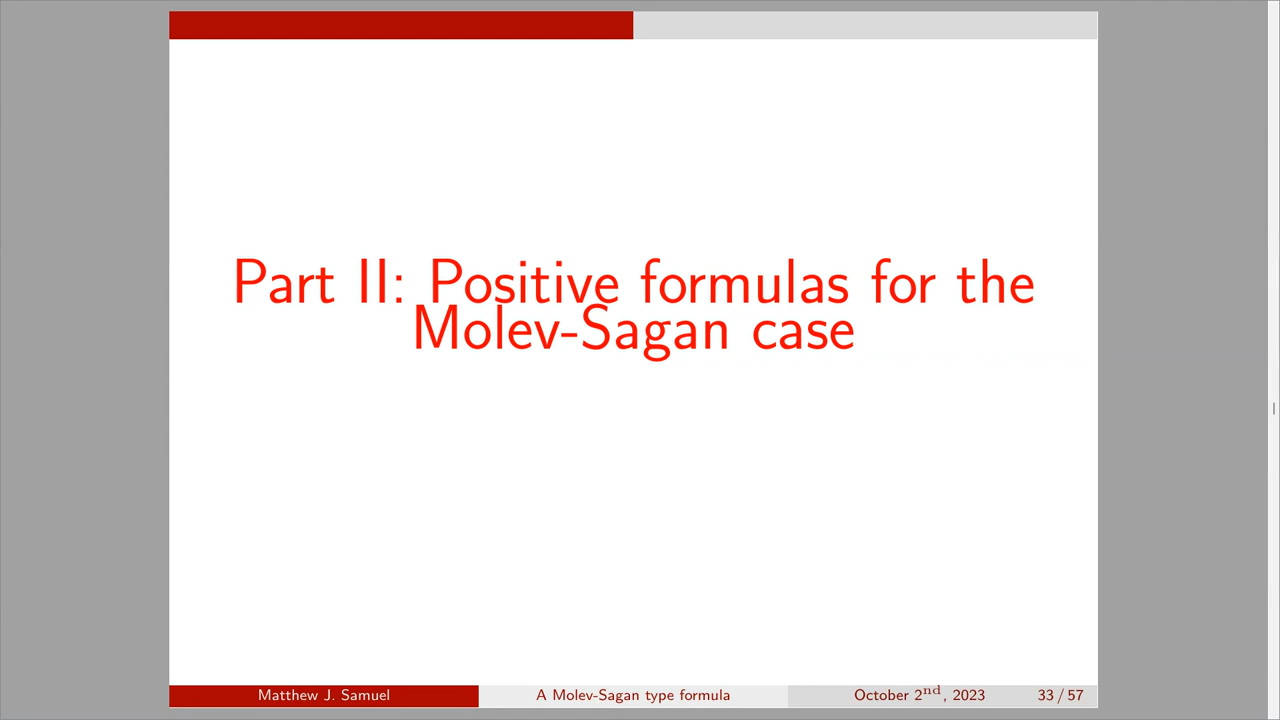 Part II: Positive formulas for the
Molev-Sagan case
Matthew J. Samuel A Molev-Sagan type formula October 2nd, 2023 33 / 57